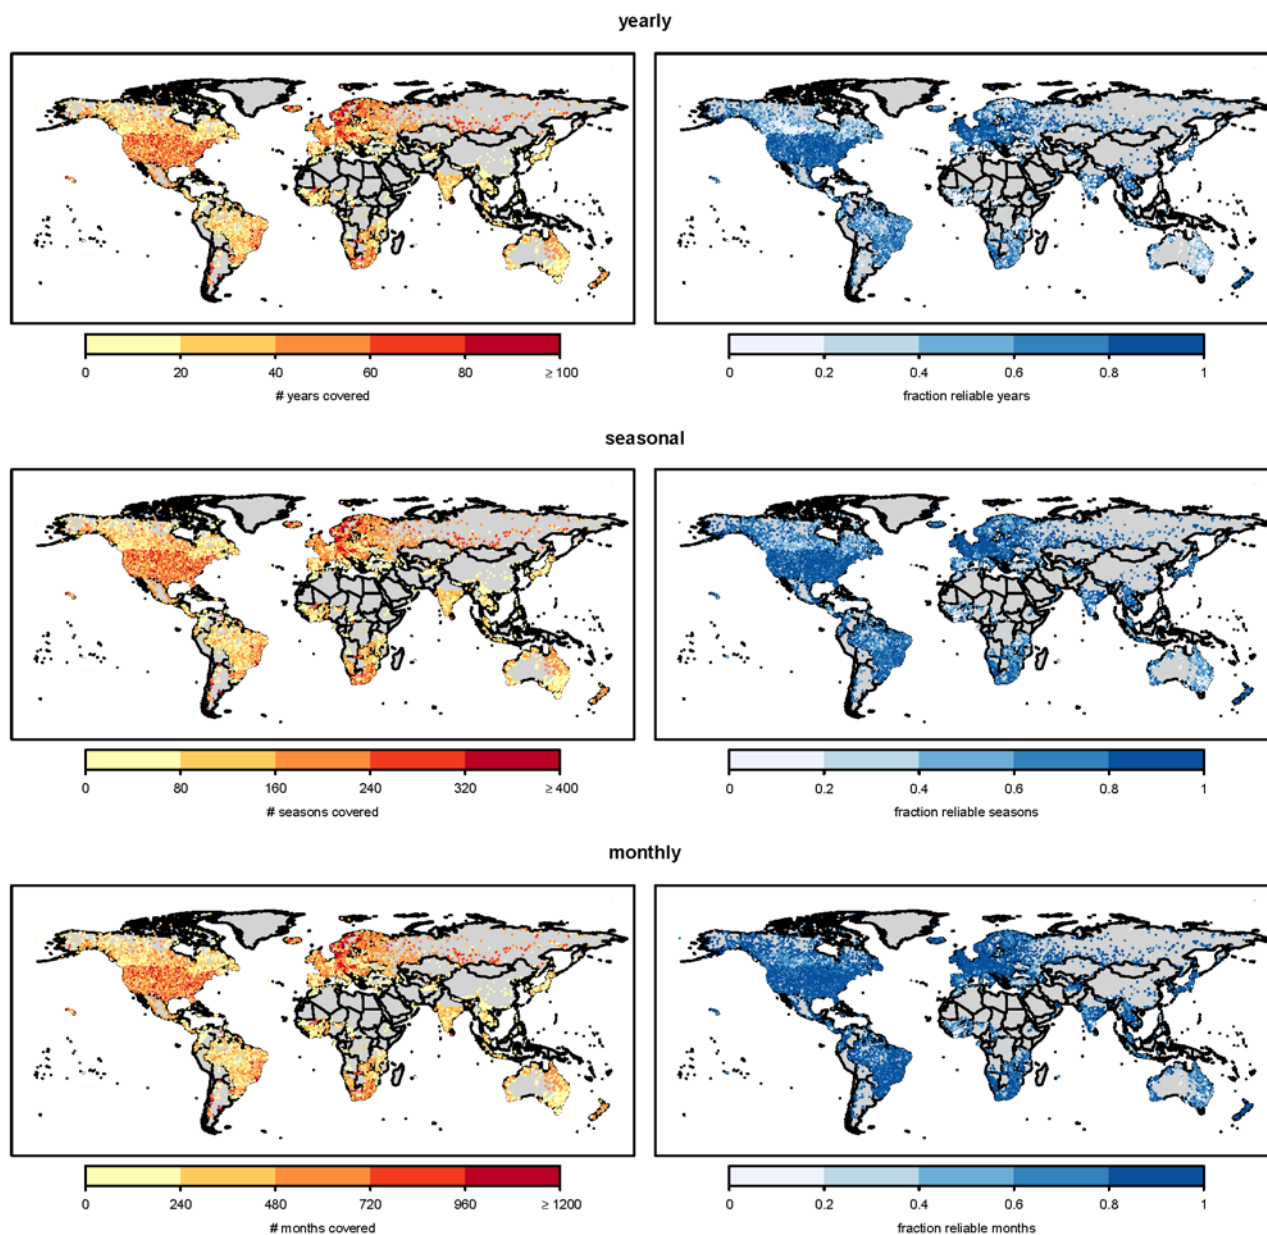 yearly
0 20 40 60 80 ≥ 100
# years covered
0 0.2 0.4 0.6 0.8 1
fraction reliable years
seasonal
0 80 160 240 320 ≥ 400
# seasons covered
0 0.2 0.4 0.6 0.8 1
fraction reliable seasons
monthly
0 240 480 720 960 ≥ 1200
# months covered
0 0.2 0.4 0.6 0.8 1
fraction reliable months